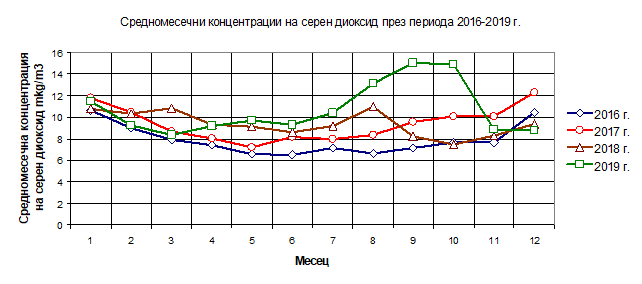 Средномесечни концентрации на серен диоксид през периода 2016-2019 г.
Средномесечна концентрация
на серен диоксид mkg/m3
16
14
12
10
8
6
4
2
0
1 2 3 4 5 6 7 8 9 10 11 12
Месец
2016 г.
2017 г.
2018 г.
2019 г.